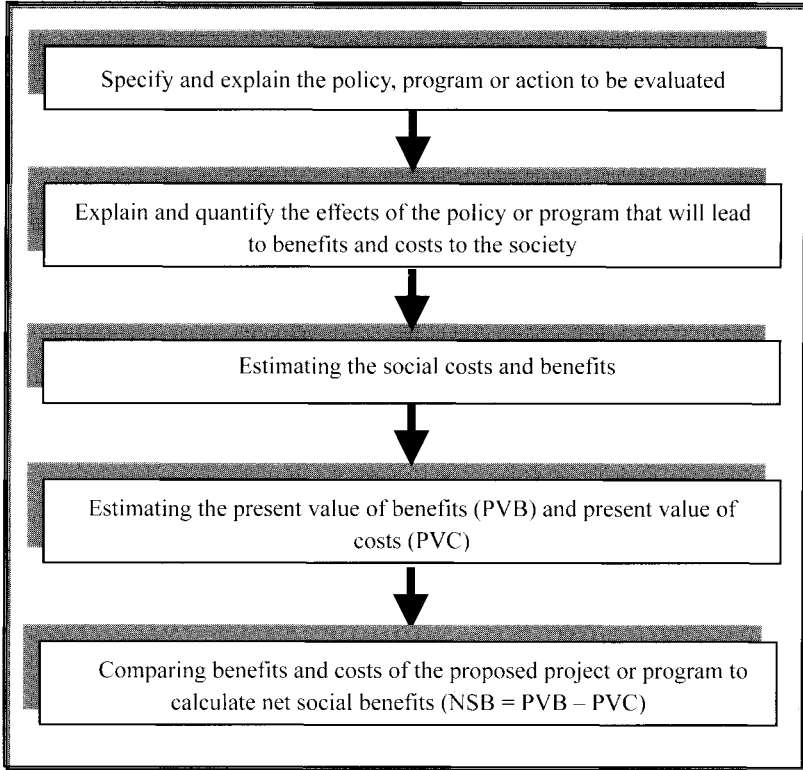 Specify and explain the policy, program or action to be evaluated
Explain and quantify the effects of the policy or program that will lead
to benefits and costs to the society
Estimating the social costs and benefits
Estimating the present value of benefits (PVB) and present value of
costs (PVC)
Comparing benefits and costs of the proposed project or program to
calculate net social benefits (NSB = PVB – PVC)